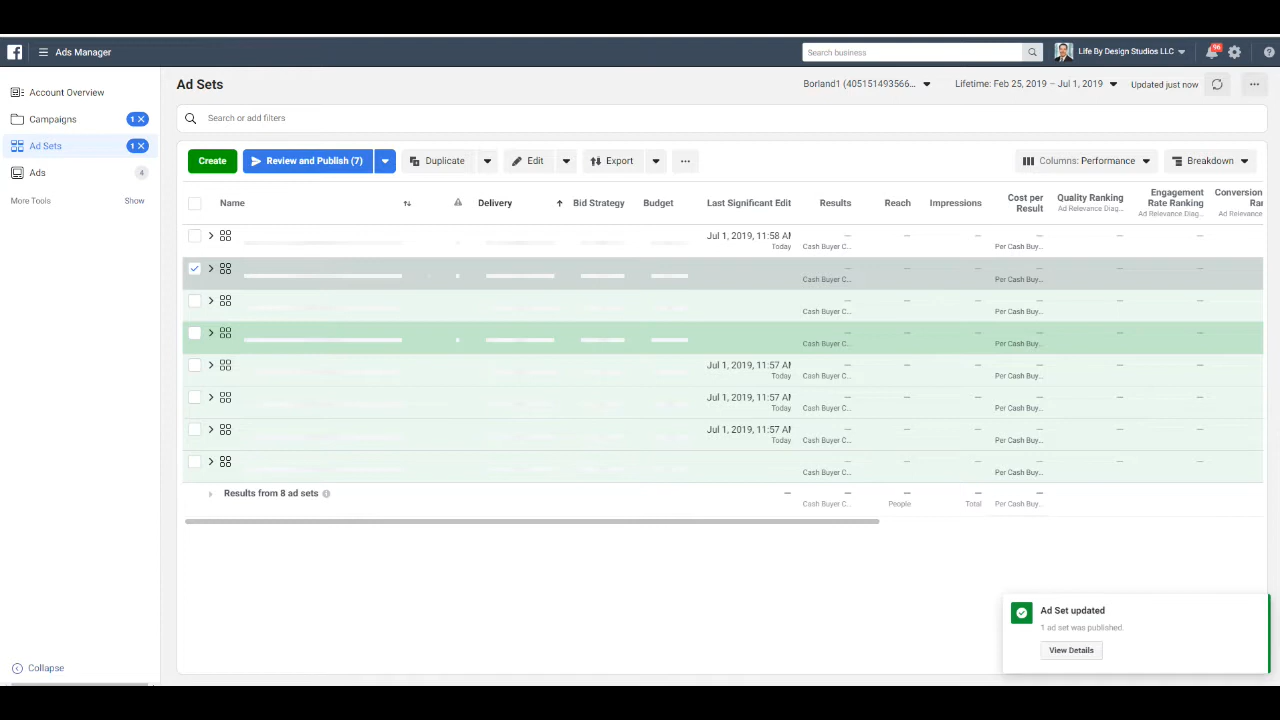 Ads Manager
Search business
Life By Design Studios LLC
96
Account Overview
Campaigns
1 X
Ad Sets
1 X
Ads
4
More Tools
Show
Collapse
Ad Sets
Borland1 (405151493566...
Lifetime: Feb 25, 2019 – Jul 1, 2019
Updated just now
Search or add filters
Create
Review and Publish (7)
Duplicate
Edit
Export
Columns: Performance
Breakdown
Name
Delivery
Bid Strategy
Budget
Last Significant Edit
Results
Reach
Impressions
Cost per Result
Quality Ranking
Ad Relevance Diag...
Engagement Rate Ranking
Ad Relevance Diag...
Conversion
Ad Relevance
Jul 1, 2019, 11:58 AM
Today
Cash Buyer C...
Per Cash Buy...
Cash Buyer C...
Per Cash Buy...
Cash Buyer C...
Per Cash Buy...
Cash Buyer C...
Per Cash Buy...
Jul 1, 2019, 11:57 AM
Today
Cash Buyer C...
Per Cash Buy...
Jul 1, 2019, 11:57 AM
Today
Cash Buyer C...
Per Cash Buy...
Jul 1, 2019, 11:57 AM
Today
Cash Buyer C...
Per Cash Buy...
Cash Buyer C...
Per Cash Buy...
Results from 8 ad sets
Cash Buyer C...
People
Total
Per Cash Buy...
Ad Set updated
1 ad set was published.
View Details